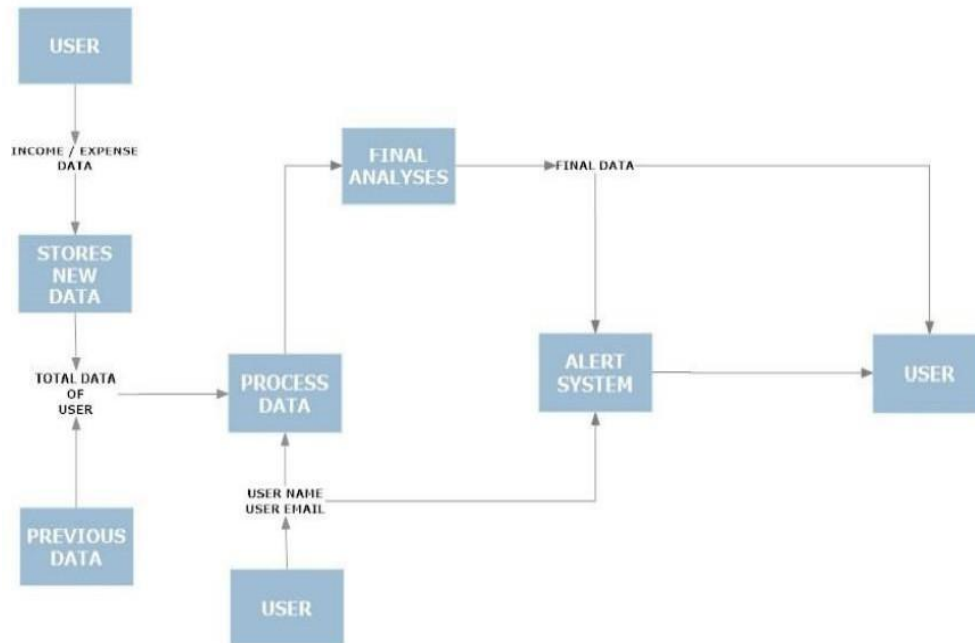 USER
INCOME / EXPENSE
DATA
STORES
NEW
DATA
TOTAL DATA
OF
USER
PREVIOUS
DATA
PROCESS
DATA
USER NAME
USER EMAIL
USER
FINAL
ANALYSES
FINAL DATA
ALERT
SYSTEM
USER